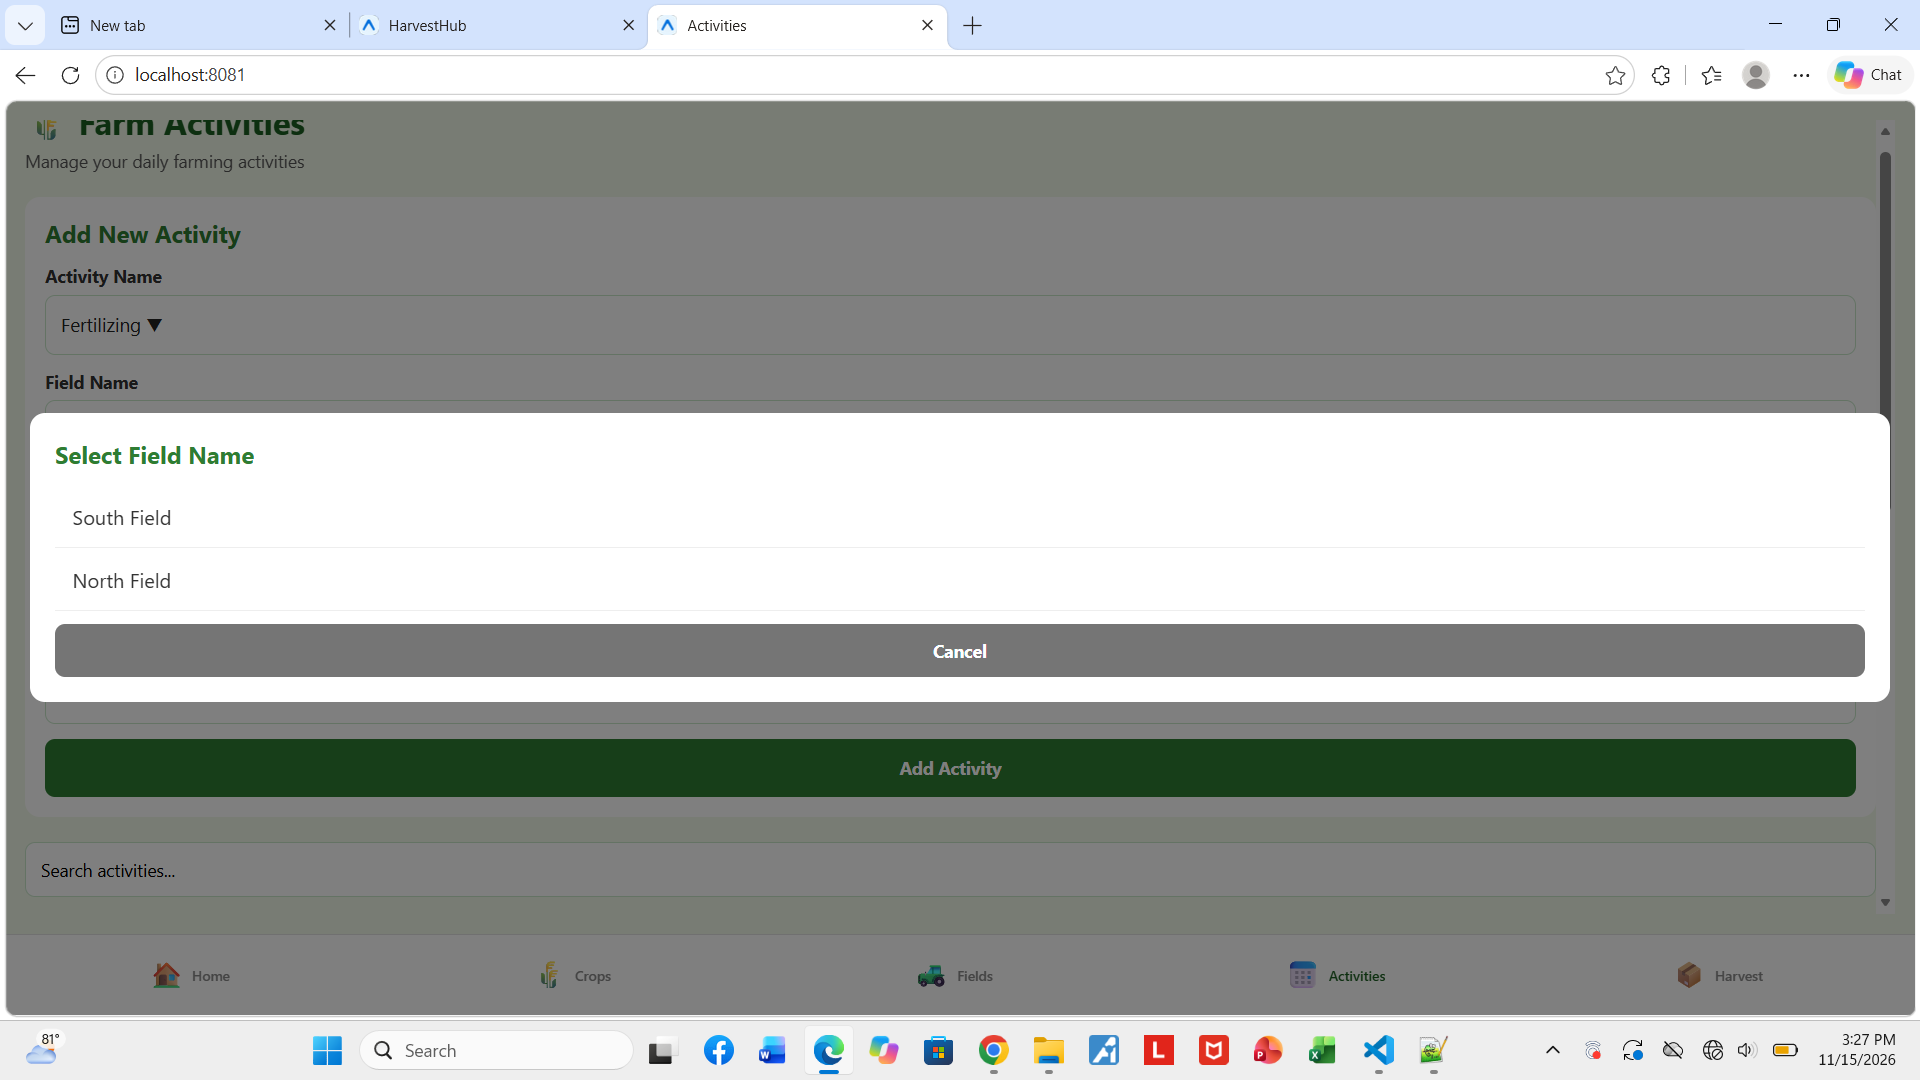 New tab
HarvestHub
Activities
localhost:8081
Chat
Farm Activities
Manage your daily farming activities
Add New Activity
Activity Name
Fertilizing ▼
Field Name
Select Field Name
South Field
North Field
Cancel
Add Activity
Search activities...
Home
Crops
Fields
Activities
Harvest
81°
Search
3:27 PM
11/15/2026